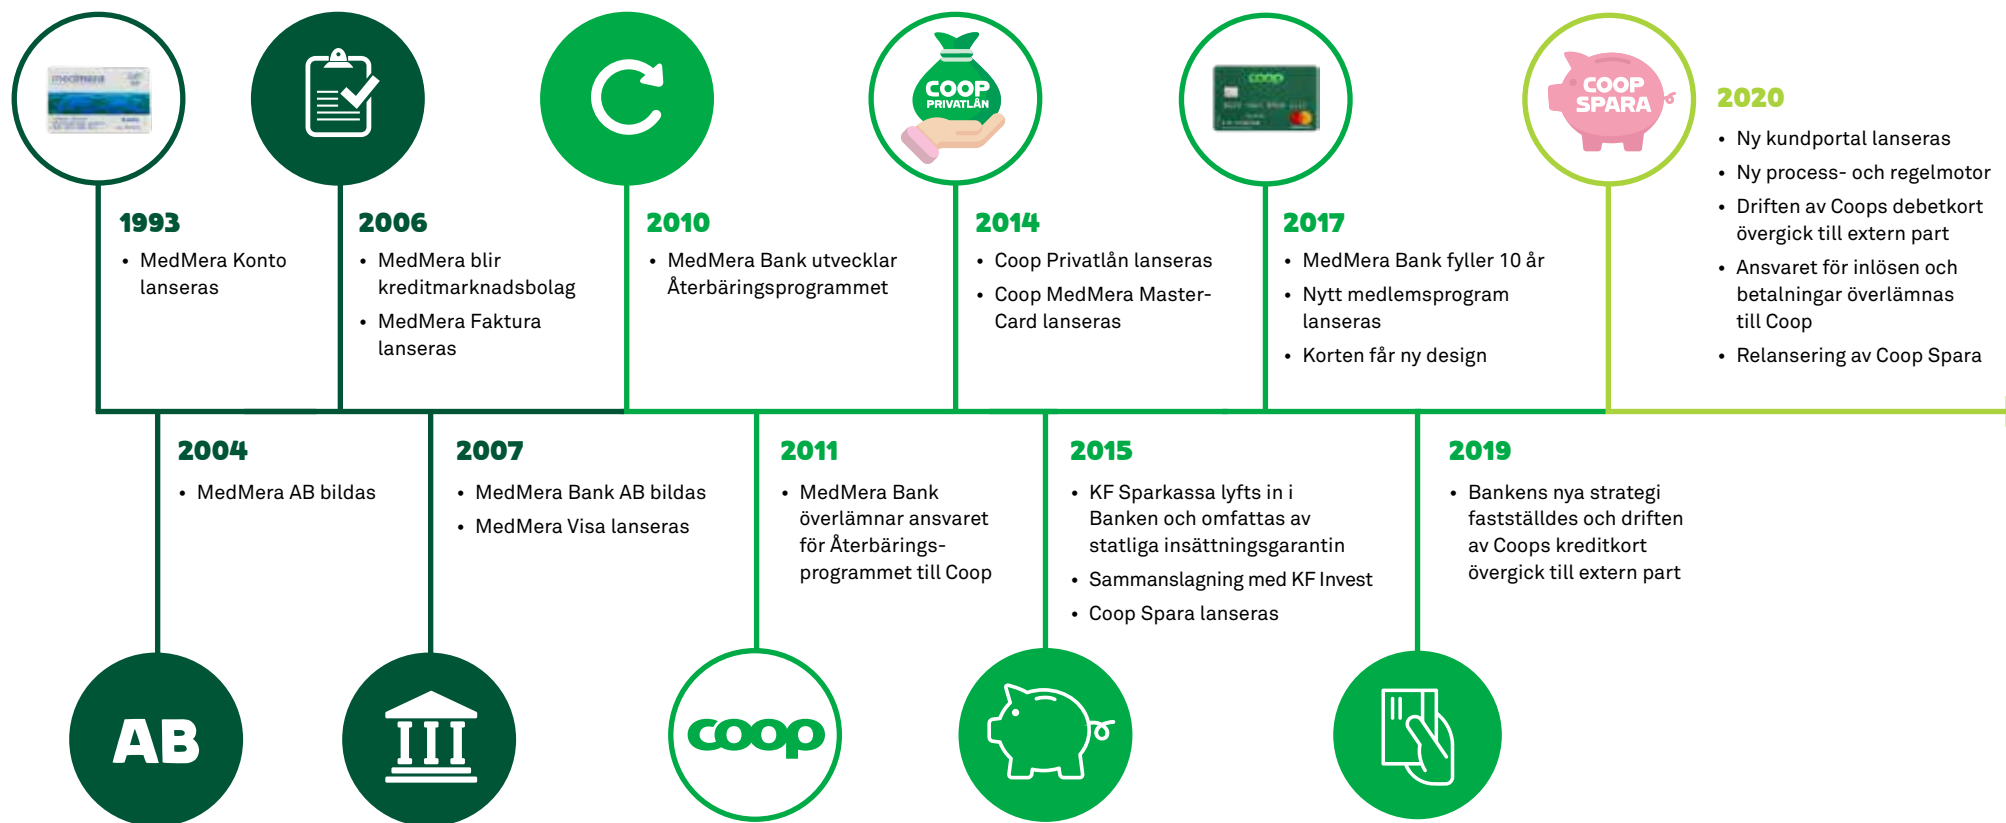 medmera
COOP
PRIVATLÅN
coop
COOP
SPARA
1993
• MedMera Konto
lanseras
2006
• MedMera blir
kreditmarknadsbolag
• MedMera Faktura
lanseras
2010
• MedMera Bank utvecklar
Återbäringsprogrammet
2014
• Coop Privatlån lanseras
• Coop MedMera Master-
Card lanseras
2017
• MedMera Bank fyller 10 år
• Nytt medlemsprogram
lanseras
• Korten får ny design
2020
• Ny kundportal lanseras
• Ny process- och regelmotor
• Driften av Coops debetkort
övergick till extern part
• Ansvaret för inlösen och
betalningar överlämnas
till Coop
• Relansering av Coop Spara
2004
• MedMera AB bildas
2007
• MedMera Bank AB bildas
• MedMera Visa lanseras
2011
• MedMera Bank
överlämnar ansvaret
för Återbärings-
programmet till Coop
2015
• KF Sparkassa lyfts in i
Banken och omfattas av
statliga insättningsgarantin
• Sammanslagning med KF Invest
• Coop Spara lanseras
2019
• Bankens nya strategi
fastställdes och driften
av Coops kreditkort
övergick till extern part
AB
coop